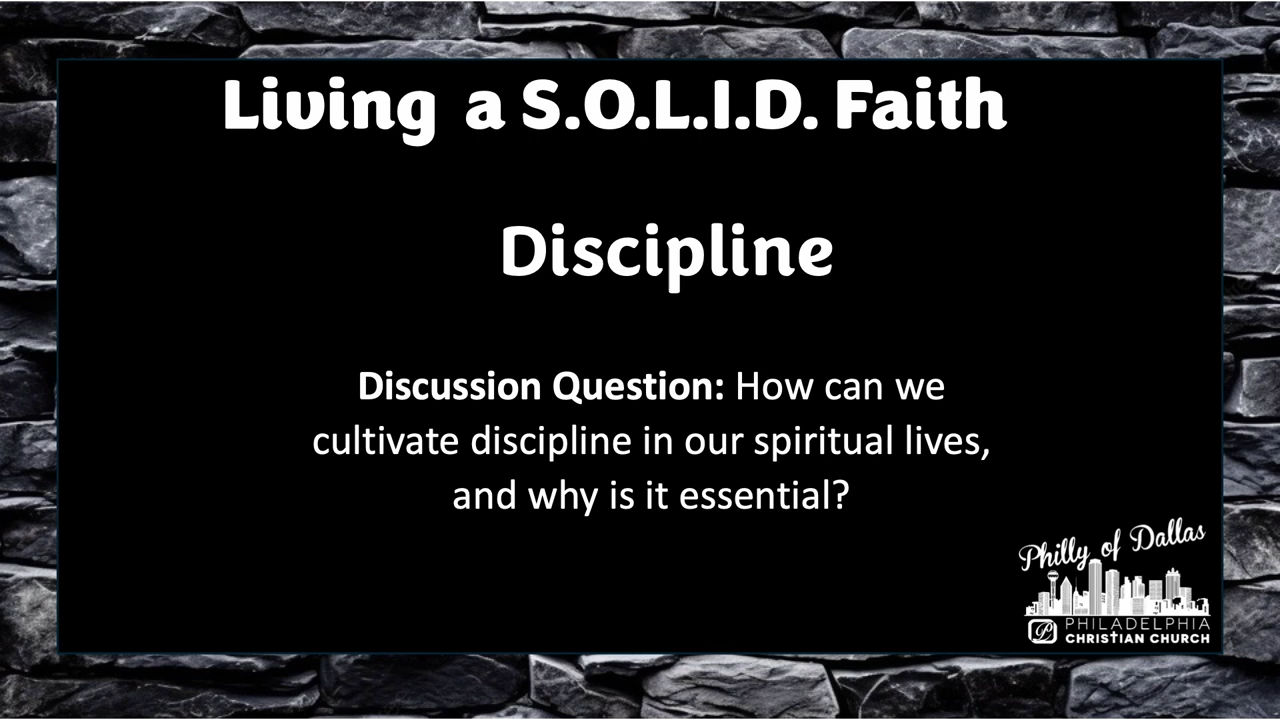 Living a S.O.L.I.D. Faith
Discipline
Discussion Question: How can we
cultivate discipline in our spiritual lives,
and why is it essential?
Philly of Dallas
P PHILADELPHIA
CHRISTIAN CHURCH